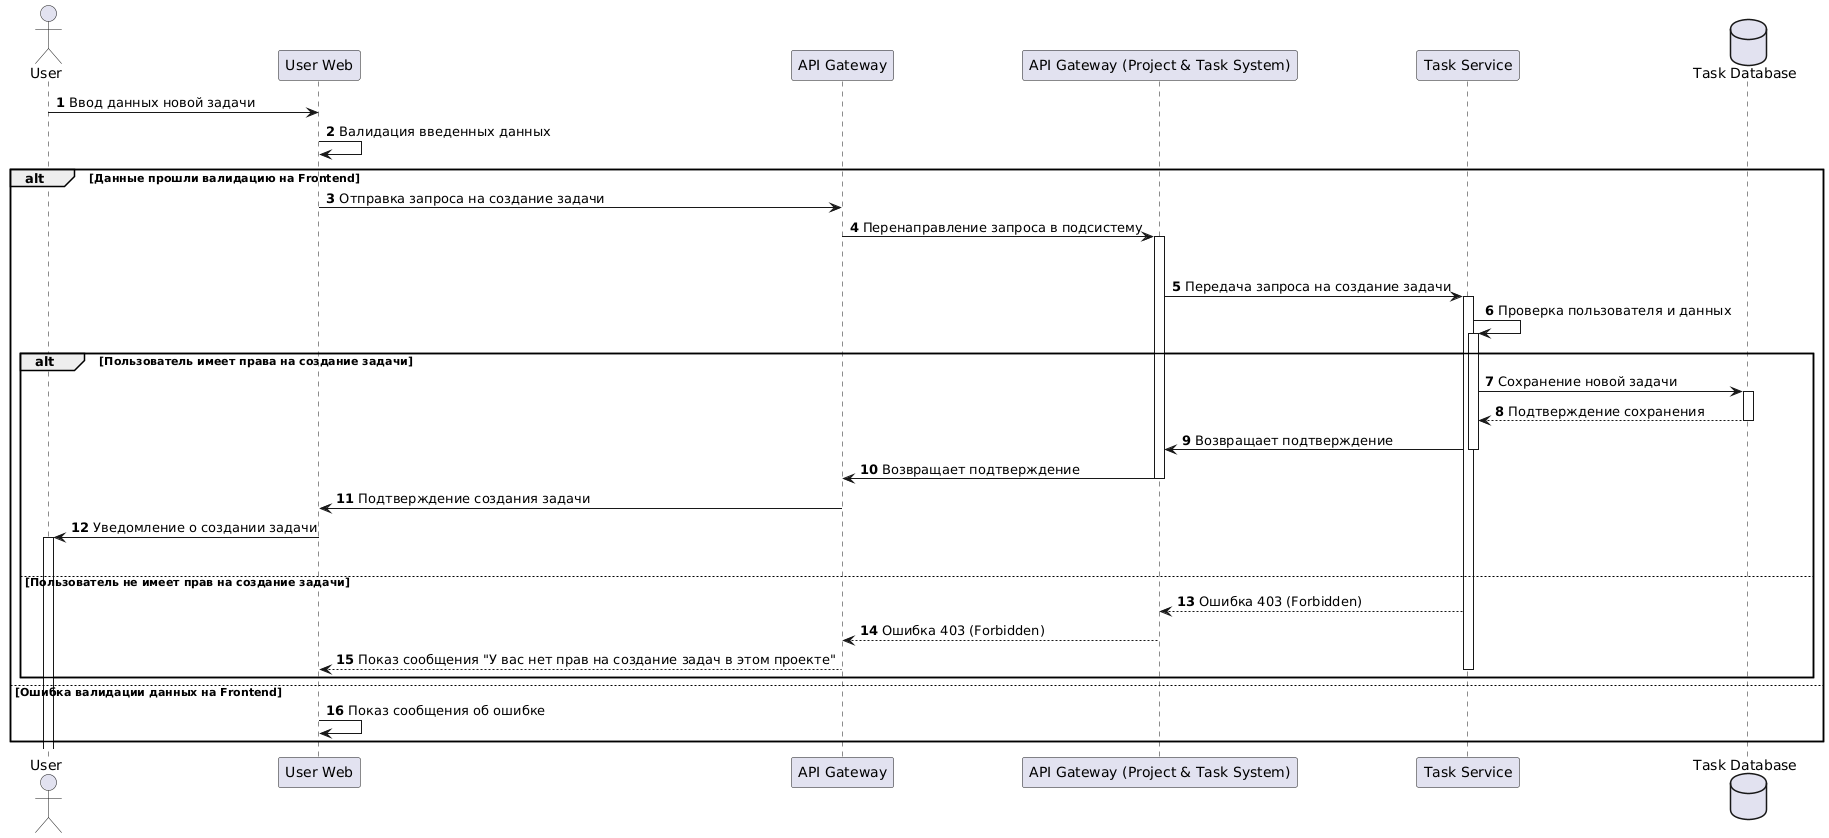 User
User Web
API Gateway
API Gateway (Project & Task System)
Task Service
Task Database
1 Ввод данных новой задачи
2 Валидация введенных данных
alt [Данные прошли валидацию на Frontend]
3 Отправка запроса на создание задачи
4 Перенаправление запроса в подсистему
5 Передача запроса на создание задачи
6 Проверка пользователя и данных
alt [Пользователь имеет права на создание задачи]
7 Сохранение новой задачи
8 Подтверждение сохранения
9 Возвращает подтверждение
10 Возвращает подтверждение
11 Подтверждение создания задачи
12 Уведомление о создании задачи
[Пользователь не имеет прав на создание задачи]
13 Ошибка 403 (Forbidden)
14 Ошибка 403 (Forbidden)
15 Показ сообщения "У вас нет прав на создание задач в этом проекте"
[Ошибка валидации данных на Frontend]
16 Показ сообщения об ошибке
User
User Web
API Gateway
API Gateway (Project & Task System)
Task Service
Task Database